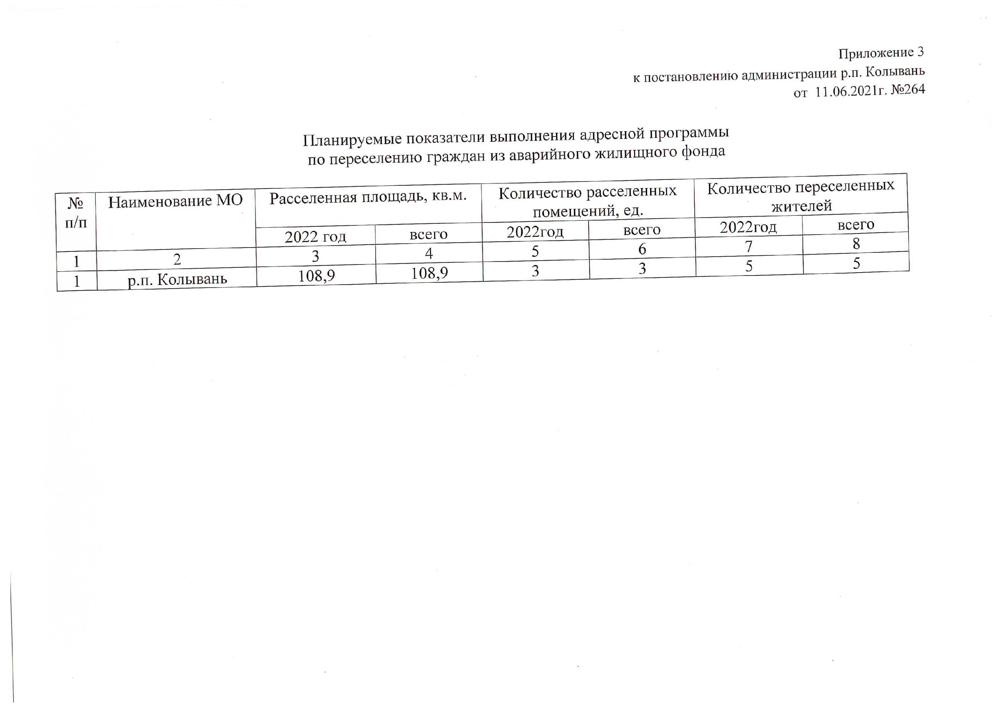 Приложение 3
к постановлению администрации р.п. Колывань
от 11.06.2021г. №264
Планируемые показатели выполнения адресной программы
по переселению граждан из аварийного жилищного фонда
№ п/п Наименование МО Расселенная площадь, кв.м. Количество расселенных помещений, ед. Количество переселенных жителей
2022 год всего 2022год всего 2022год всего
1 2 3 4 5 6 7 8
1 р.п. Колывань 108,9 108,9 3 3 5 5